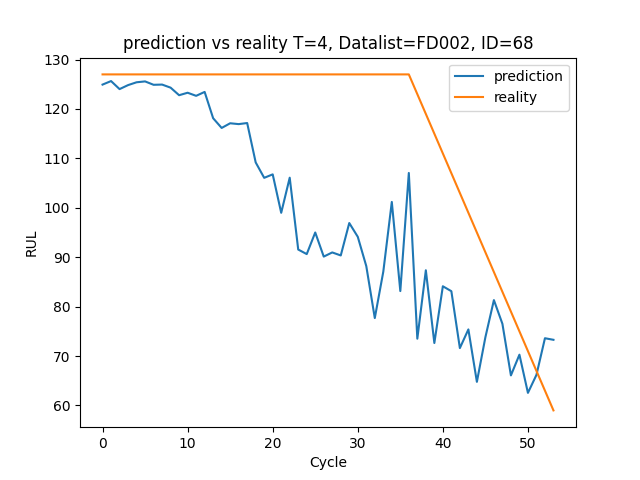 prediction vs reality T=4, Datalist=FD002, ID=68
prediction
reality
130
120
110
100
90
80
70
60
RUL
0 10 20 30 40 50
Cycle